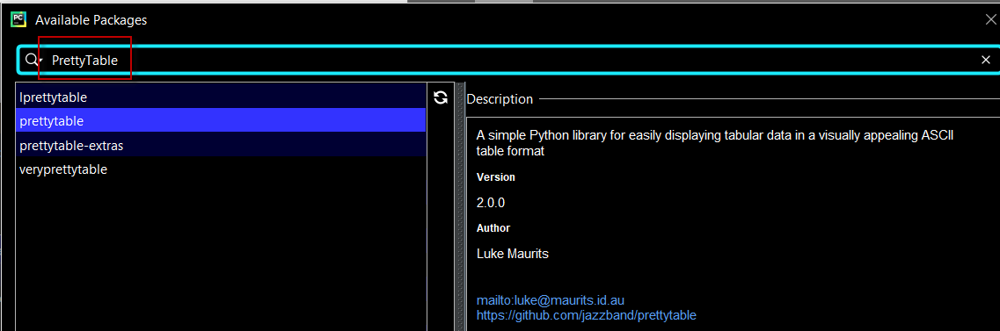 PC
Available Packages
PrettyTable
lprettytable
prettytable
prettytable-extras
veryprettytable
Description
A simple Python library for easily displaying tabular data in a visually appealing ASCII
table format
Version
2.0.0
Author
Luke Maurits
mailto:luke@maurits.id.au
https://github.com/jazzband/prettytable